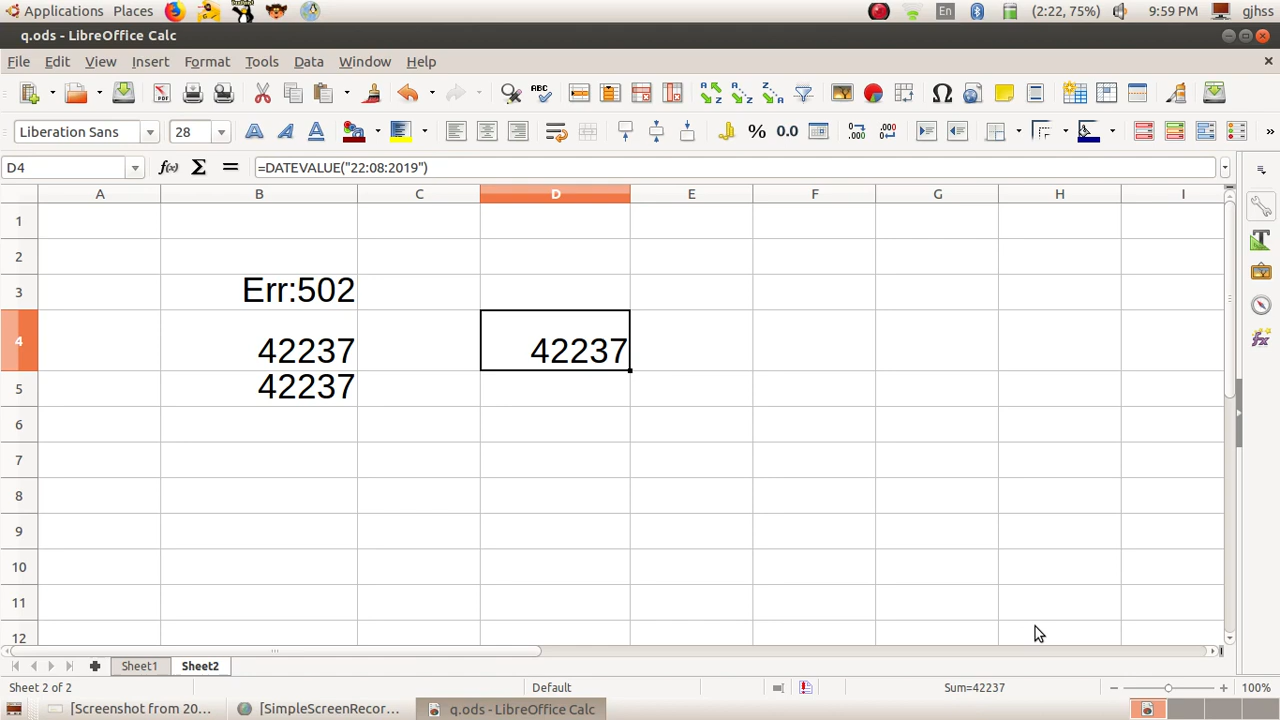 Applications Places En (2:22, 75%) 9:59 PM gjhss
q.ods - LibreOffice Calc
File Edit View Insert Format Tools Data Window Help
Liberation Sans 28
D4 =DATEVALUE("22:08:2019")
A B C D E F G H I
1
2
3 Err:502
4 42237 42237
5 42237
6
7
8
9
10
11
12
Sheet1 Sheet2
Sheet 2 of 2 Default Sum=42237 100%
[Screenshot from 20... [SimpleScreenRecor... q.ods - LibreOffice Calc